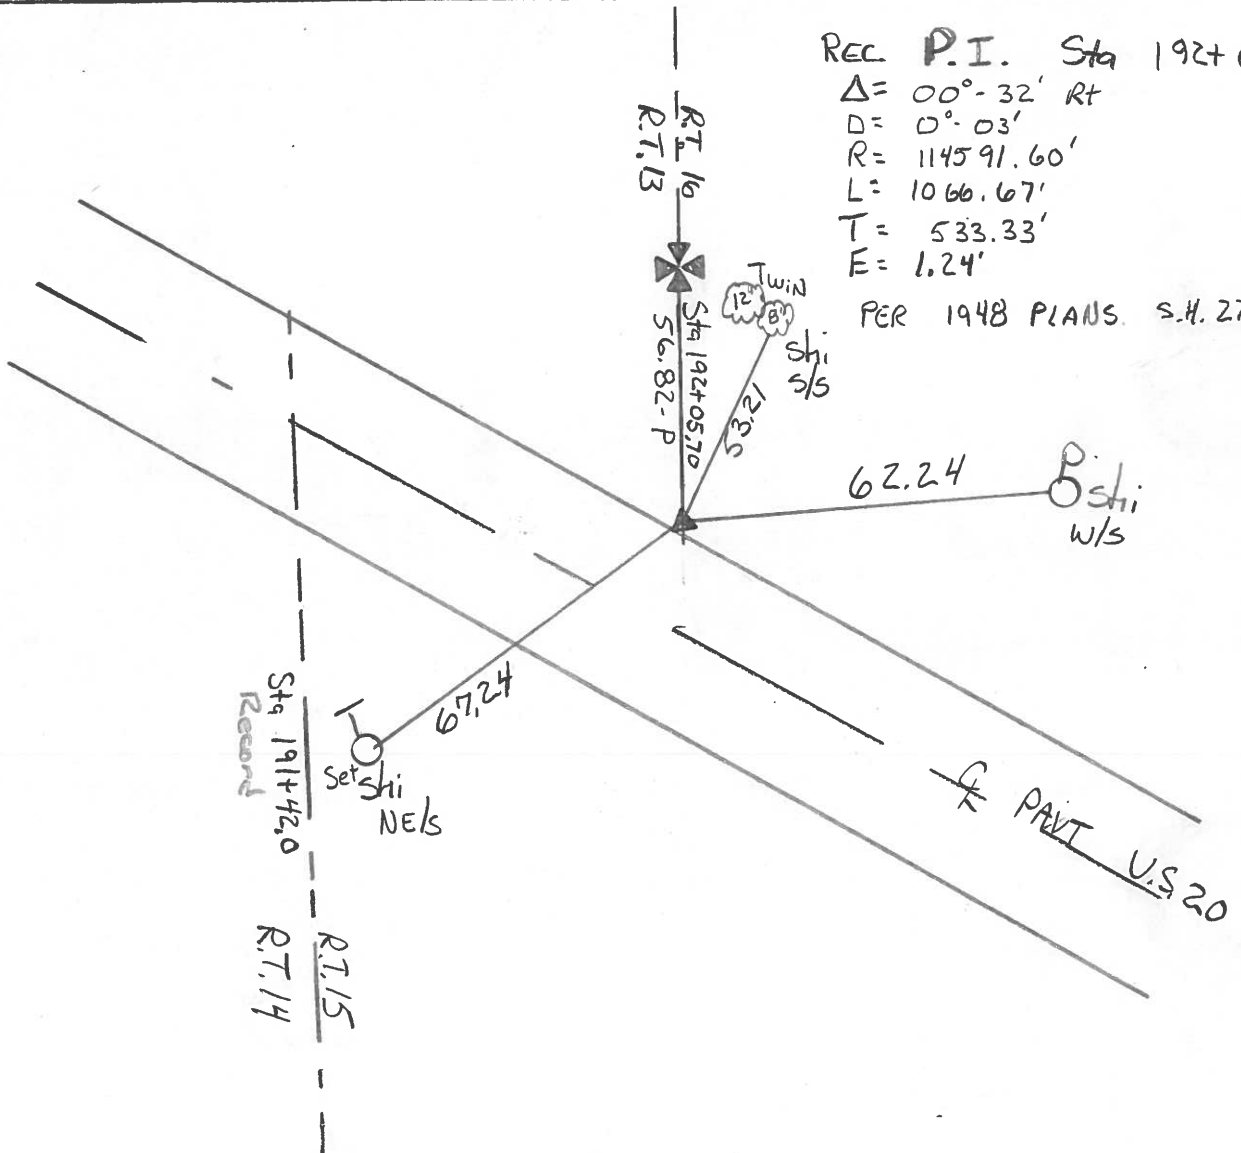 REC P.I. Sta 192+
Δ= 00°-32' Rt
D= 0°-03'
R= 114591.60'
L= 1066.67'
T= 533.33'
E= 1.24'
PER 1948 PLANS. S.H. 27
R.T. 16
R.T. 13
Twin
12"
8"
shi
S/S
Sta 192+05.70
56.82-P
53.21
62.24
shi
W/S
67.24
Set shi
NE/S
Sta 191+42.0
Record
℄ PAVT U.S.20
R.T. 15
R.T. 14